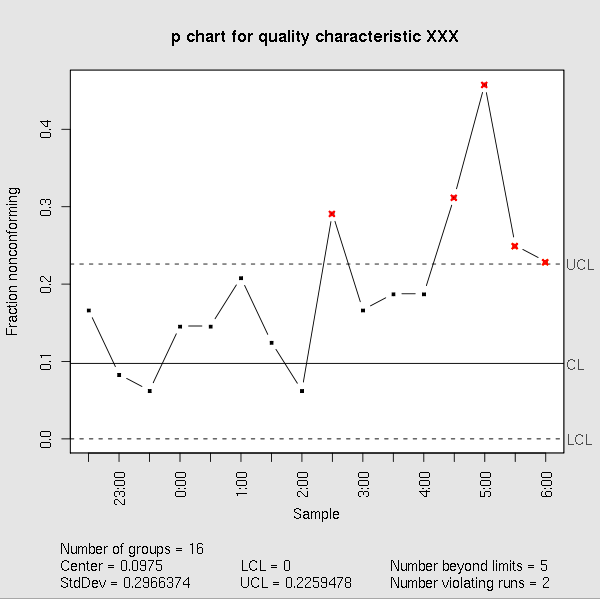 p chart for quality characteristic XXX
Fraction nonconforming
0.4
0.3
0.2
0.1
0.0
UCL
CL
LCL
23:00
0:00
1:00
2:00
3:00
4:00
5:00
6:00
Sample
Number of groups = 16
Center = 0.0975
LCL = 0
Number beyond limits = 5
StdDev = 0.2966374
UCL = 0.2259478
Number violating runs = 2